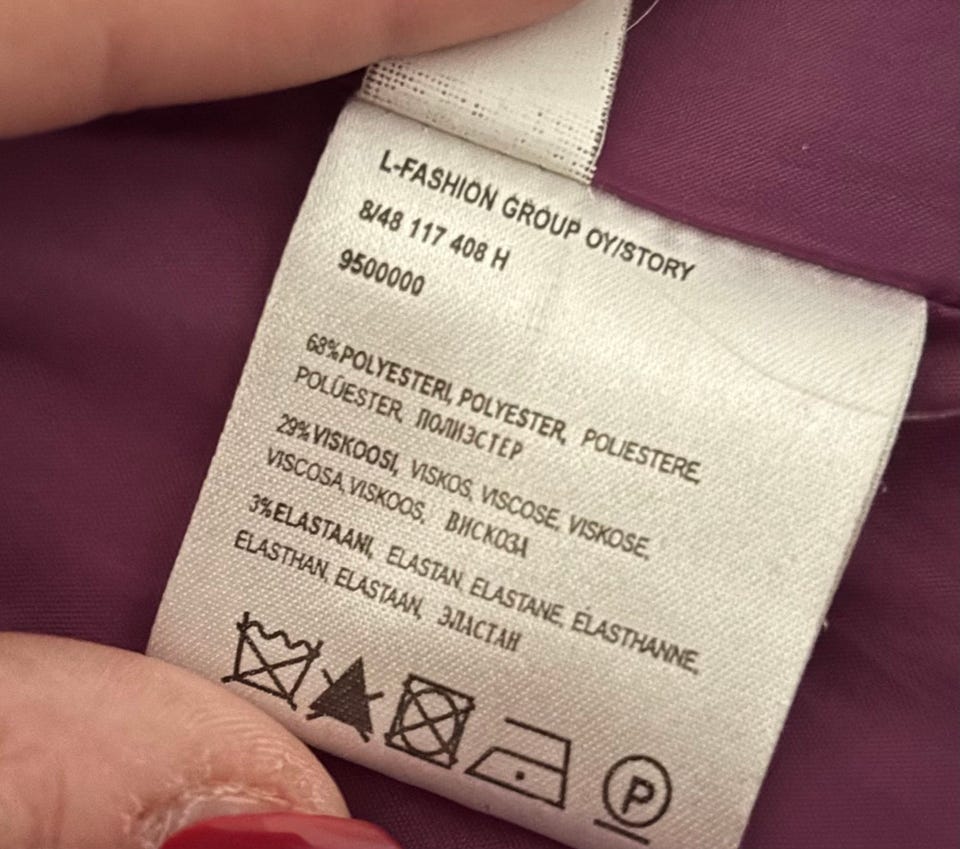 L-FASHION GROUP OY/STORY
8/48 117 408 H
9500000
68%POLYESTERI, POLYESTER, POLIESTERE,
POLÜESTER, ПОЛИЭСТЕР
29%VISKOOSI, VISKOS, VISCOSE, VISKOSE,
VISCOSA, VISKOOS, ВИСКОЗА
3%ELASTAANI, ELASTAN, ELASTANE, ÉLASTHANNE,
ELASTHAN, ELASTAAN, ЭЛАСТАН
P